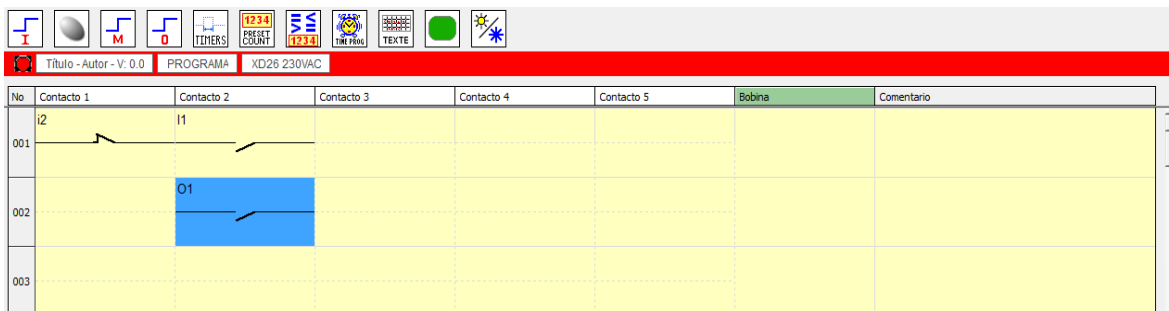 I
M
O
TIMERS
1234
PRESET
COUNT
1234
TIME PROG
TEXTE
Título - Autor - V: 0.0 PROGRAMA XD26 230VAC
No Contacto 1 Contacto 2 Contacto 3 Contacto 4 Contacto 5 Bobina Comentario
i2 I1
001
O1
002
003